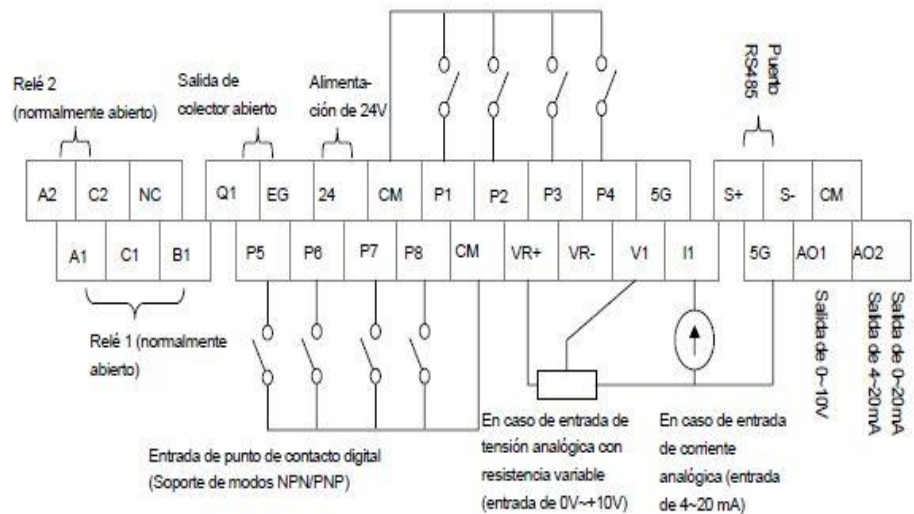 Relé 2
(normalmente abierto)
Salida de
colector abierto
Alimenta-
ción de 24V
Puerto
RS485
A2 C2 NC Q1 EG 24 CM P1 P2 P3 P4 5G S+ S- CM
A1 C1 B1 P5 P6 P7 P8 CM VR+ VR- V1 I1 5G AO1 AO2
Relé 1 (normalmente
abierto)
Entrada de punto de contacto digital
(Soporte de modos NPN/PNP)
En caso de entrada de
tensión analógica con
resistencia variable
(entrada de 0V~+10V)
En caso de entrada
de corriente
analógica (entrada
de 4~20 mA)
Salida de 0~10V
Salida de 0~20mA
Salida de 4~20mA